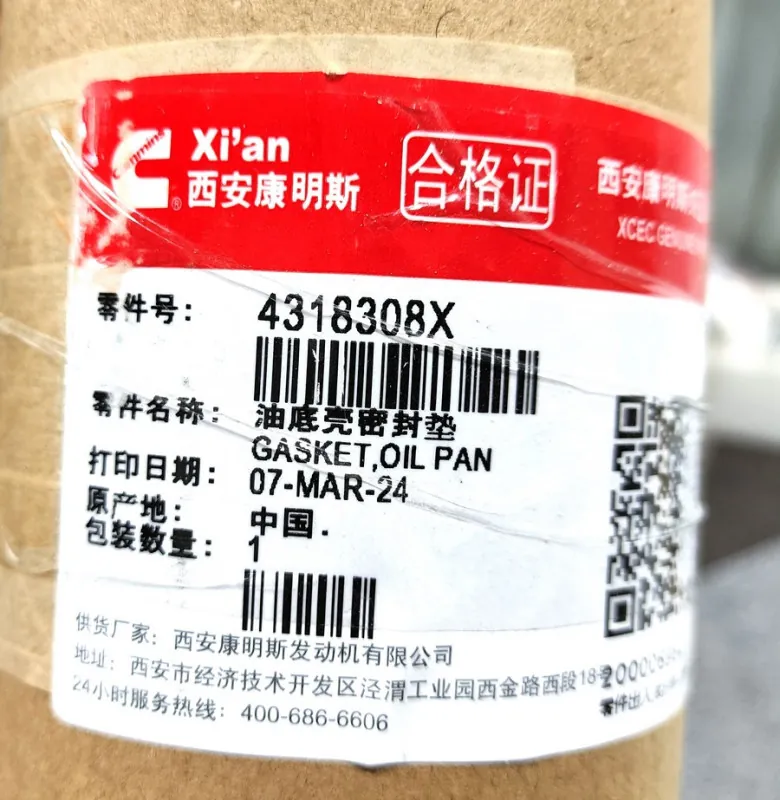 Cummins
Xi'an
®西安康明斯
合格证
西安康明斯
XCEC
零件号： 4318308X
零件名称： 油底壳密封垫
GASKET,OIL PAN
打印日期： 07-MAR-24
原产地： 中国.
包装数量： 1
供货厂家： 西安康明斯发动机有限公司
地址： 西安市经济技术开发区泾渭工业园西金路西段18号
24小时服务热线： 400-686-6606